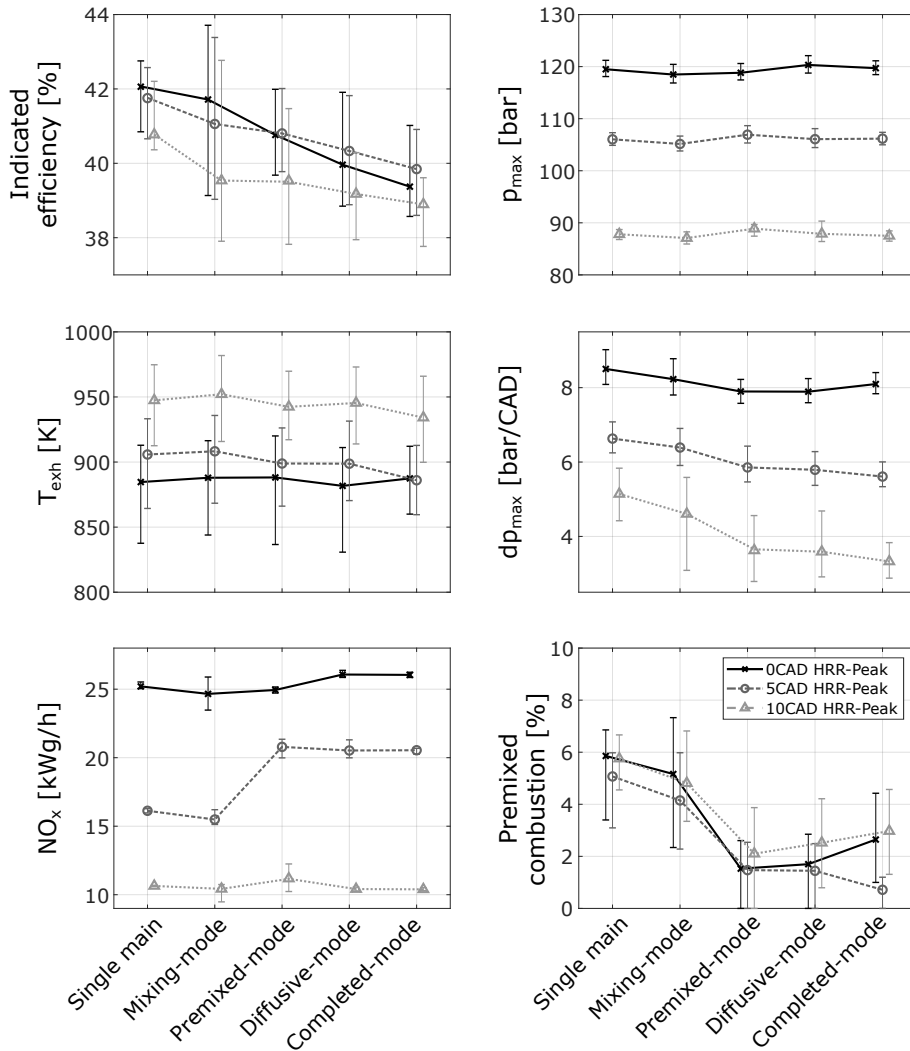 44
42
40
38
Indicated
efficiency [%]
130
120
110
100
90
80
p_max [bar]
1000
950
900
850
800
T_exh [K]
8
6
4
dp_max [bar/CAD]
25
20
15
10
NO_x [kWg/h]
Single main
Mixing-mode
Premixed-mode
Diffusive-mode
Completed-mode
10
8
6
4
2
0
Premixed
combustion [%]
0CAD HRR-Peak
5CAD HRR-Peak
10CAD HRR-Peak
Single main
Mixing-mode
Premixed-mode
Diffusive-mode
Completed-mode